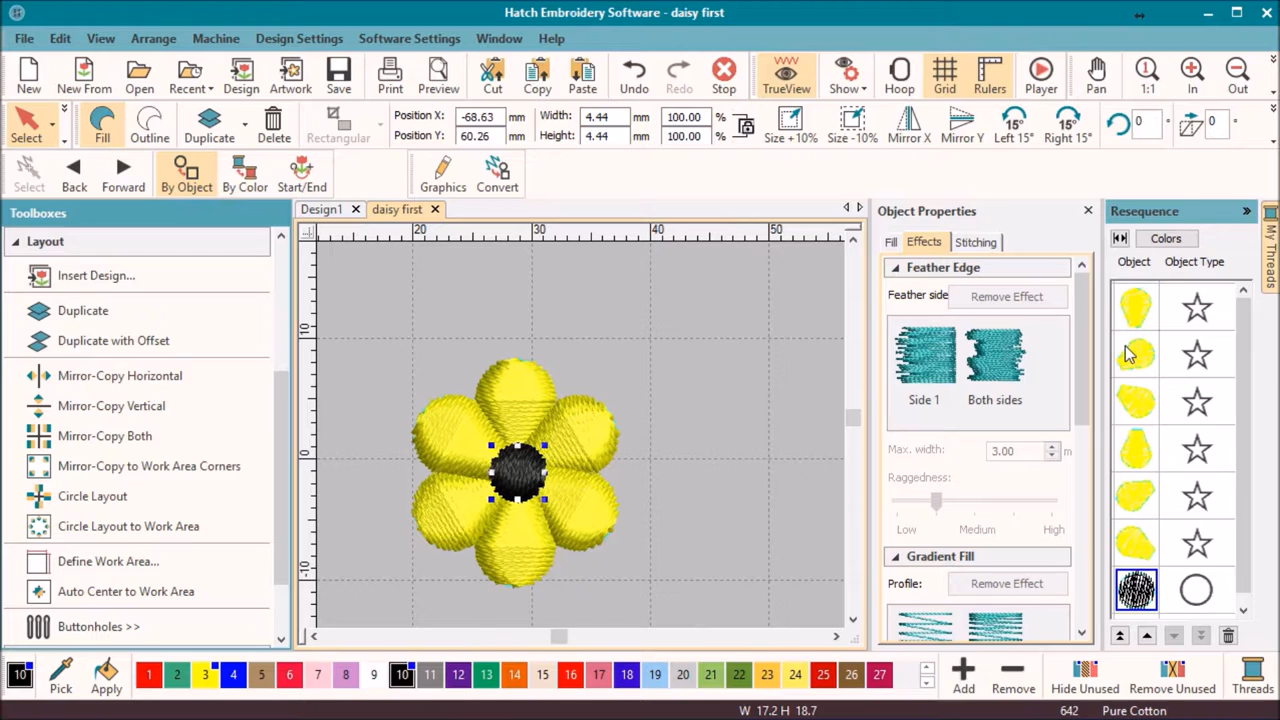 Hatch Embroidery Software - daisy first
File Edit View Arrange Machine Design Settings Software Settings Window Help
New New From Open Recent Design Artwork Save Print Preview Cut Copy Paste Undo Redo Stop TrueView Show Hoop Grid Rulers Player Pan 1:1 In Out
Select Fill Outline Duplicate Delete Rectangular Position X: -68.63 mm Width: 4.44 mm 100.00 % Size +10% Size -10% Mirror X Mirror Y 15° Left 15° 15° Right 15° 0 ° 0 °
Position Y: 60.26 mm Height: 4.44 mm 100.00 %
Select Back Forward By Object By Color Start/End Graphics Convert
Toolboxes
Layout
Insert Design...
Duplicate
Duplicate with Offset
Mirror-Copy Horizontal
Mirror-Copy Vertical
Mirror-Copy Both
Mirror-Copy to Work Area Corners
Circle Layout
Circle Layout to Work Area
Define Work Area...
Auto Center to Work Area
Buttonholes >>
Design1 daisy first
20 30 40 50
10
0
-10
Object Properties
Fill Effects Stitching
Feather Edge
Feather side Remove Effect
Side 1 Both sides
Max. width: 3.00 m
Raggedness:
Low Medium High
Gradient Fill
Profile: Remove Effect
Resequence
Colors
Object Object Type
My Threads
10 Pick Apply 1 2 3 4 5 6 7 8 9 10 11 12 13 14 15 16 17 18 19 20 21 22 23 24 25 26 27 Add Remove Hide Unused Remove Unused Threads
W 17.2 H 18.7 642 Pure Cotton